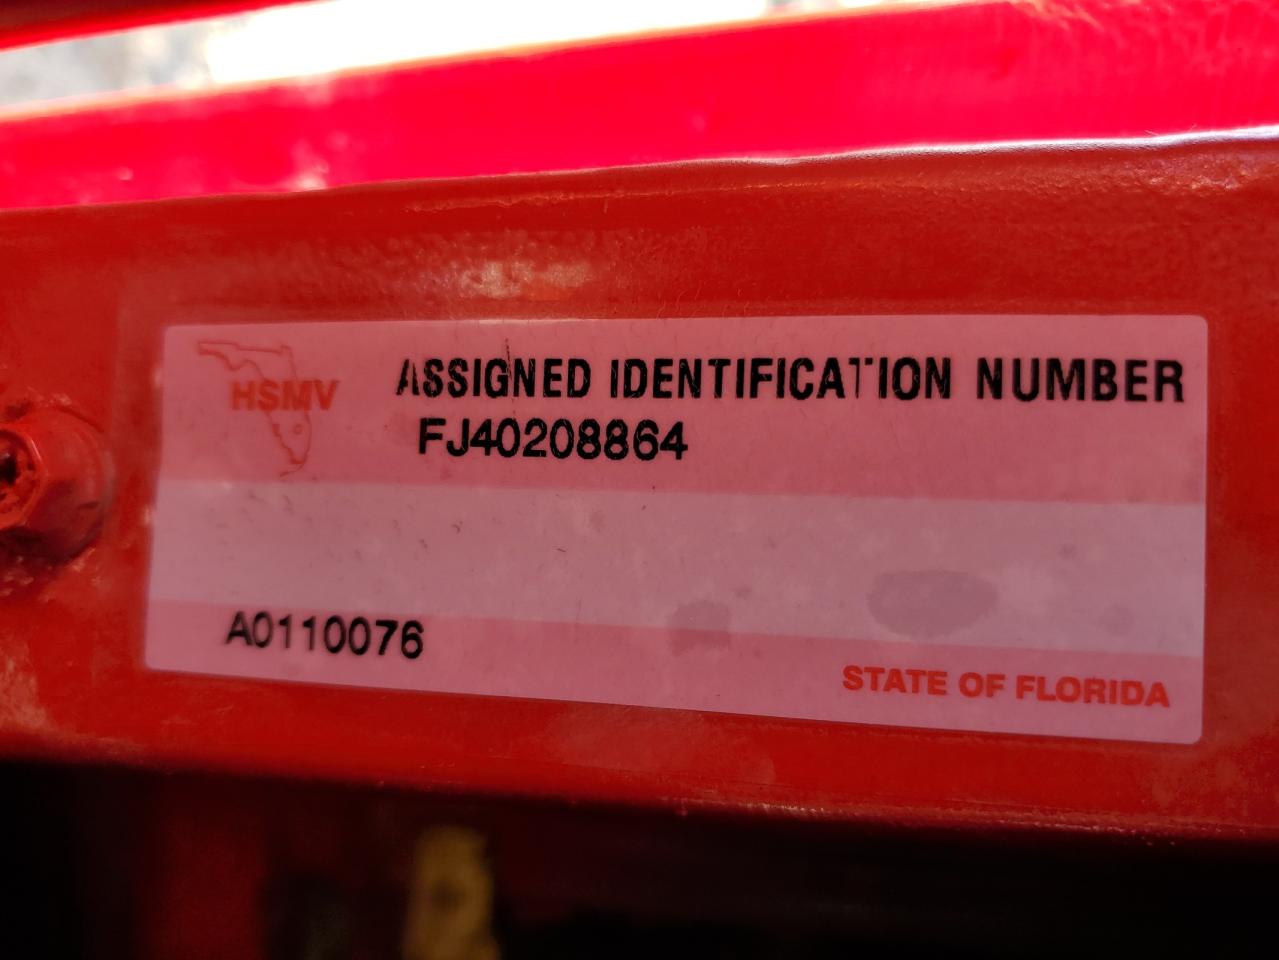 HSMV
ASSIGNED IDENTIFICATION NUMBER
FJ40208864
A0110076
STATE OF FLORIDA